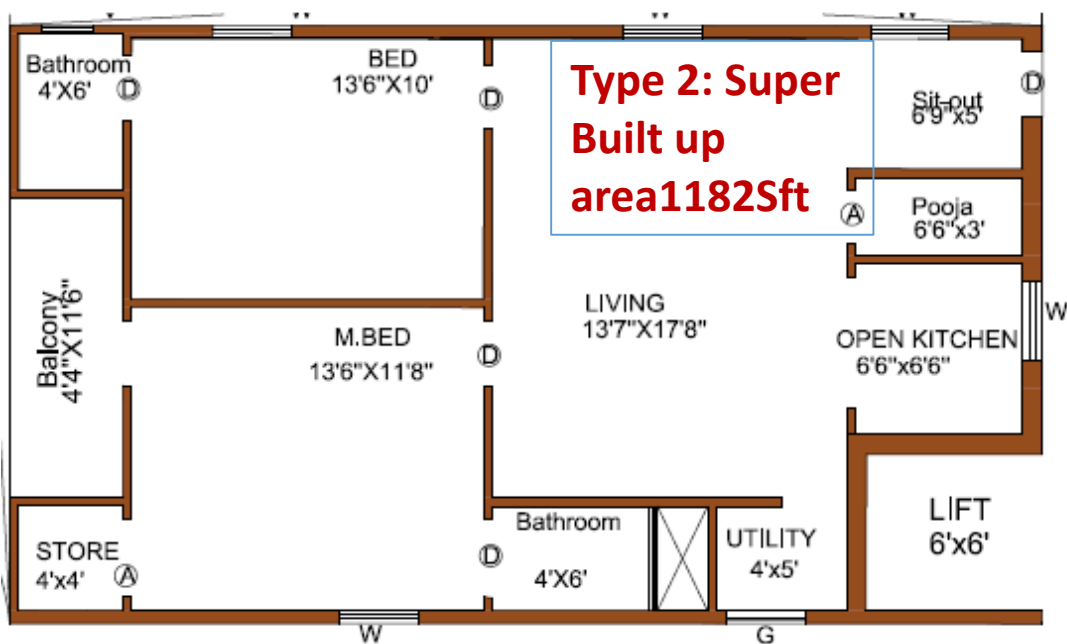 W
W
W
Bathroom
4'X6'
D
BED
13'6"X10'
D
Type 2: Super
Built up
area1182Sft
Sit-out
6'9"x5'
D
Pooja
6'6"x3'
A
Balcony
4'4"X11'6"
M.BED
13'6"X11'8"
D
LIVING
13'7"X17'8"
OPEN KITCHEN
6'6"x6'6"
W
STORE
4'x4'
A
D
Bathroom
4'X6'
UTILITY
4'x5'
LIFT
6'x6'
W
G